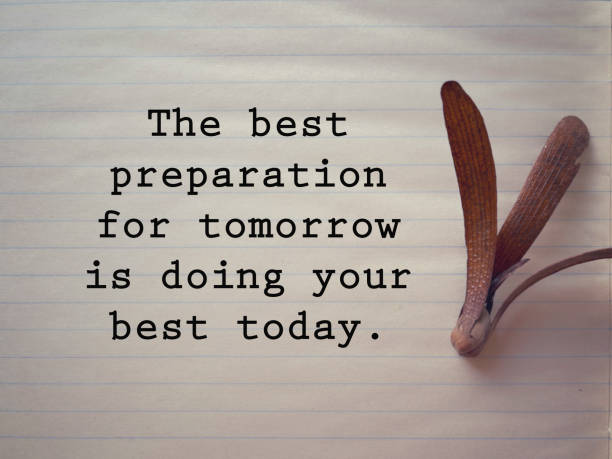 The best
preparation
for tomorrow
is doing your
best today.